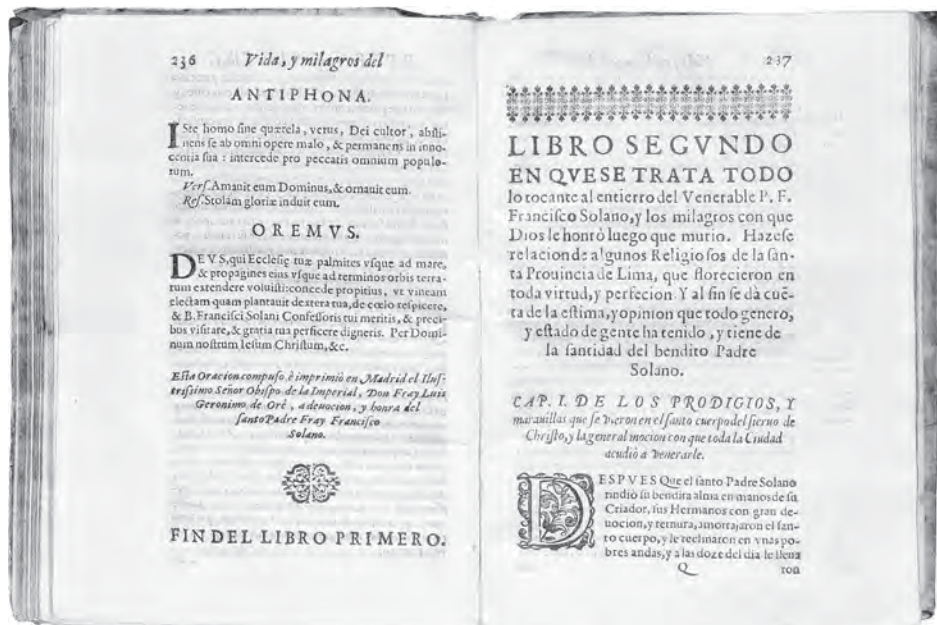 236 Vida, y milagros del
ANTIPHONA.
ISte homo sine quærela, verus, Dei cultor, absti-
nens se ab omni opere malo, & permanens in inno-
centia sua: intercede pro peccatis omnium populo-
rum.
Vers. Amauit eum Dominus, & ornauit eum.
Res. Stolam gloriæ induit eum.
OREMVS.
DEVS, qui Ecclesię tuæ palmites vsque ad mare,
& propagines eius vsque ad terminos orbis terra-
rum extendere voluisti: concede propitius, vt vineam
electam quam plantauit dextera tua, de cœlo respicere,
& B. Francisci Solani Confessoris tui meritis, & preci-
bus visitare, & gratia tua perficere digneris. Per Domi-
num nostrum Iesum Christum, &c.
Esta Oracion compuso, è imprimiò en Madrid el Ilus-
trissimo Señor Obispo de la Imperial, Don Fray Luis
Geronimo de Orè, a deuocion, y honra del
santo Padre Fray Francisco
Solano.
FIN DEL LIBRO PRIMERO.
237
LIBRO SEGVNDO
EN QVE SE TRATA TODO
lo tocante al entierro del Venerable P. F.
Francisco Solano, y los milagros con que
Dios le honrò luego que murio. Hazese
relacion de algunos Religiosos de la san-
ta Prouincia de Lima, que florecieron en
toda virtud, y perfecion. Y al fin se dà cuẽ-
ta de la estima, y opinion que todo genero,
y estado de gente ha tenido, y tiene de
la santidad del bendito Padre
Solano.
CAP. I. DE LOS PRODIGIOS, Y
marauillas que se vieron en el santo cuerpo del sieruo de
Christo, y la general mocion con que toda la Ciudad
acudiò a venerarle.
DESPVES Que el santo Padre Solano
rindiò su bendita alma en manos de su
Criador, sus Hermanos con gran de-
uocion, y ternura, amortajaron el san-
to cuerpo, y le reclinaron en vnas po-
bres andas, y a las doze del dia le lleua
Q ron